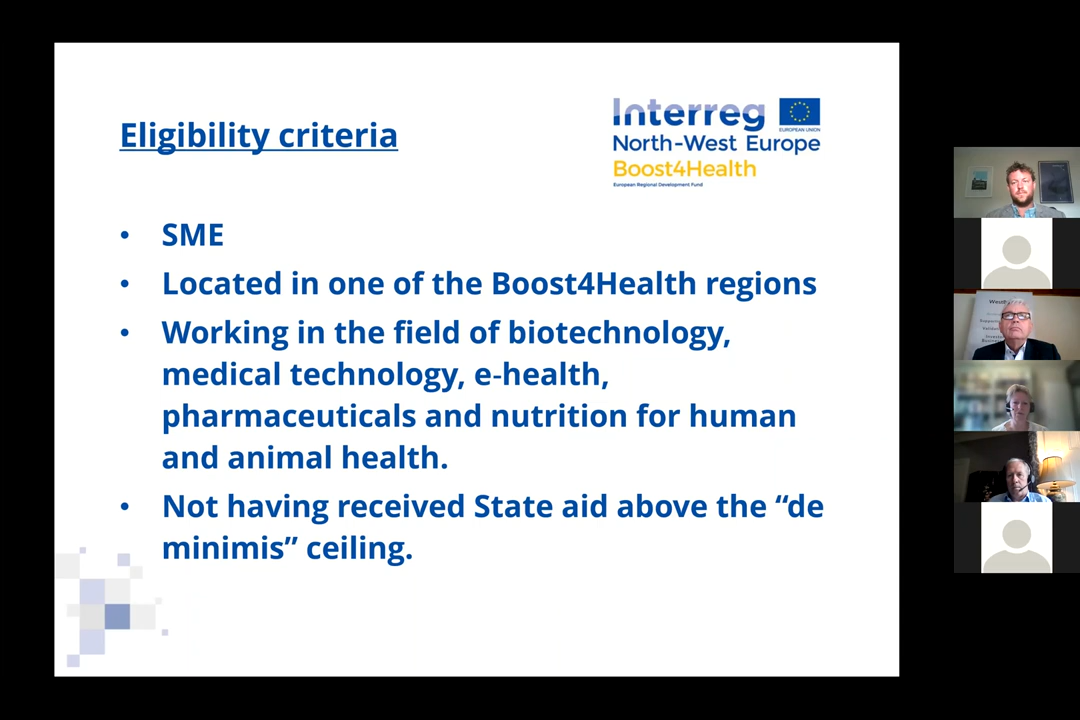 Eligibility criteria
Interreg
EUROPEAN UNION
North-West Europe
Boost4Health
European Regional Development Fund
• SME
• Located in one of the Boost4Health regions
• Working in the field of biotechnology,
medical technology, e-health,
pharmaceuticals and nutrition for human
and animal health.
• Not having received State aid above the “de
minimis” ceiling.